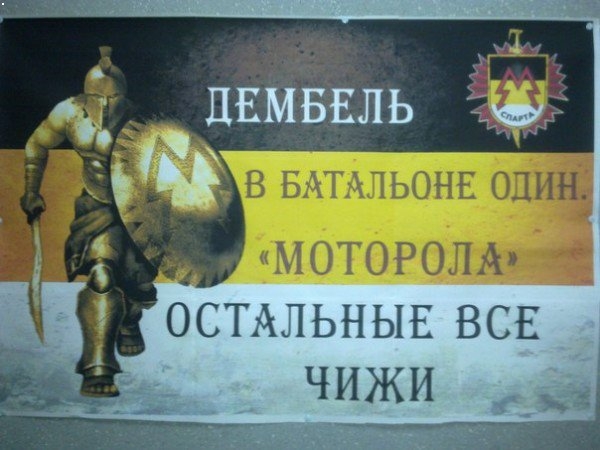 ДЕМБЕЛЬ
СПАРТА
В БАТАЛЬОНЕ ОДИН.
«МОТОРОЛА»
ОСТАЛЬНЫЕ ВСЕ
ЧИЖИ